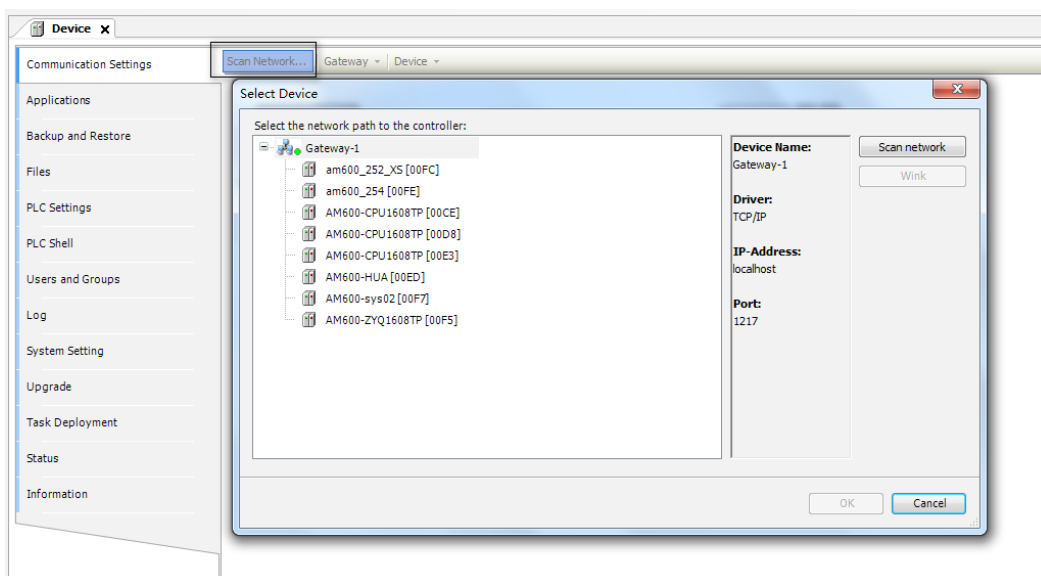 Device
Communication Settings
Applications
Backup and Restore
Files
PLC Settings
PLC Shell
Users and Groups
Log
System Setting
Upgrade
Task Deployment
Status
Information
Scan Network... Gateway Device
Select Device
Select the network path to the controller:
Gateway-1
am600_252_XS [00FC]
am600_254 [00FE]
AM600-CPU1608TP [00CE]
AM600-CPU1608TP [00D8]
AM600-CPU1608TP [00E3]
AM600-HUA [00ED]
AM600-sys02 [00F7]
AM600-ZYQ1608TP [00F5]
Device Name:
Gateway-1
Driver:
TCP/IP
IP-Address:
localhost
Port:
1217
Scan network
Wink
OK Cancel